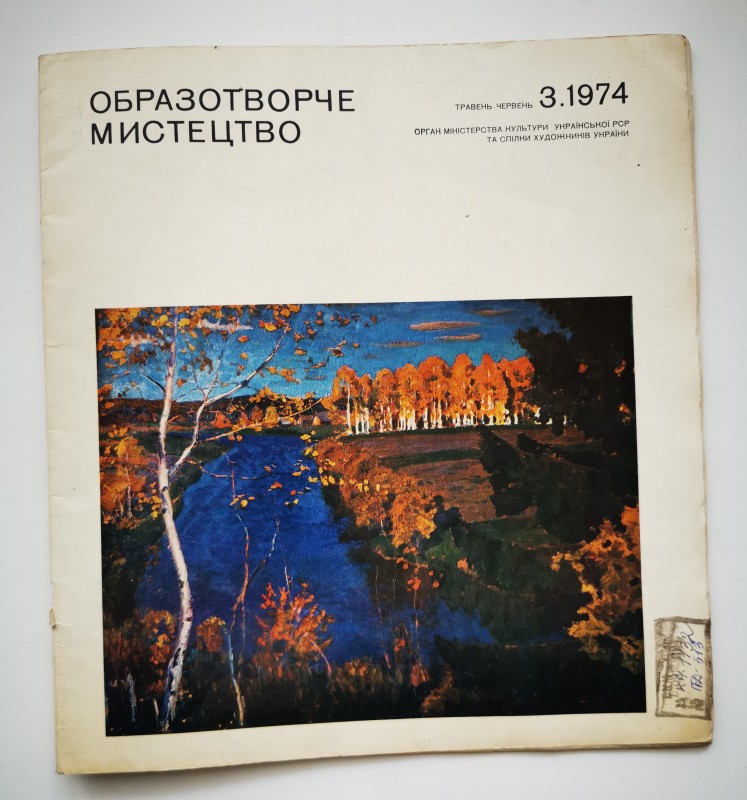 ОБРАЗОТВОРЧЕ
МИСТЕЦТВО
ТРАВЕНЬ-ЧЕРВЕНЬ 3.1974
ОРГАН МІНІСТЕРСТВА КУЛЬТУРИ УКРАЇНСЬКОЇ РСР
ТА СПІЛКИ ХУДОЖНИКІВ УКРАЇНИ